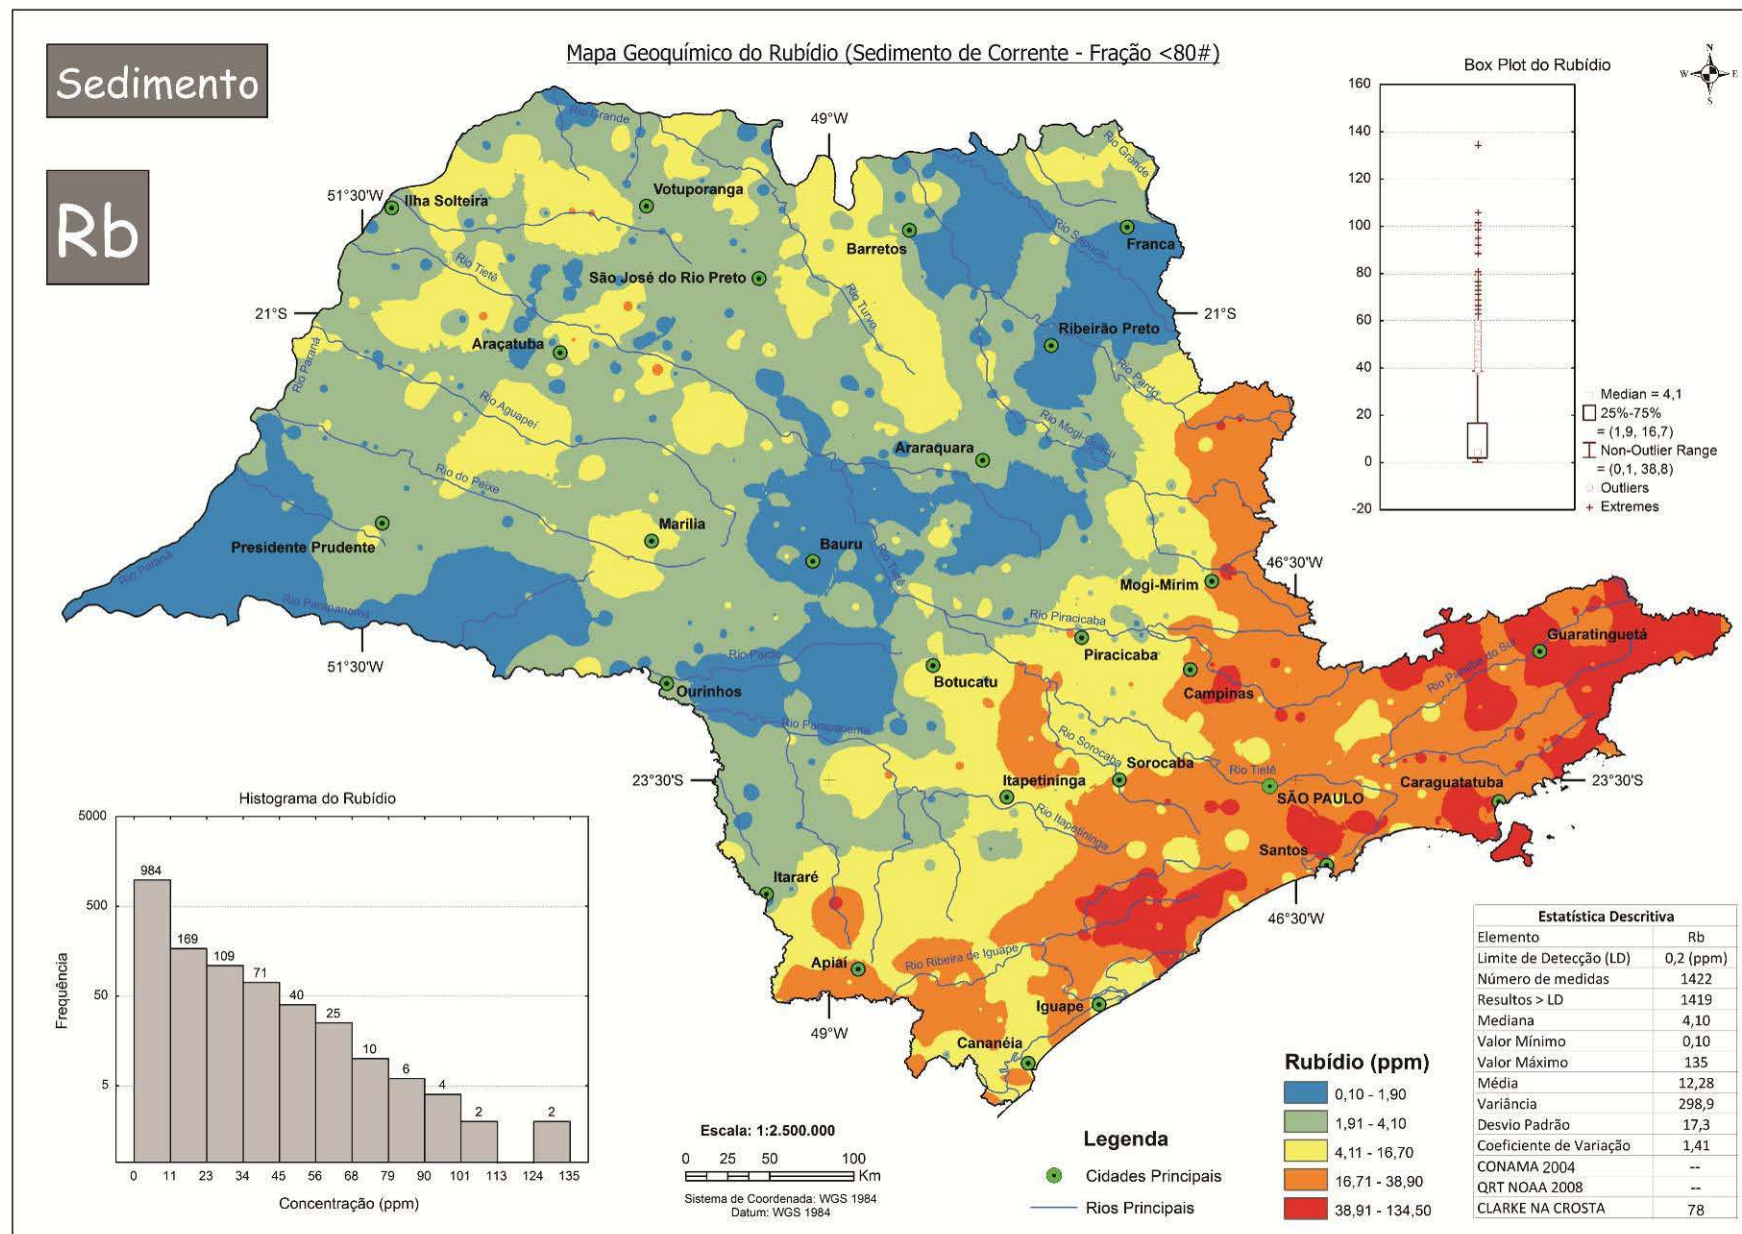 Mapa Geoquímico do Rubídio (Sedimento de Corrente - Fração <80#)
Sedimento
Rb
Box Plot do Rubídio
N
W E
S
160
140
120
100
80
60
40
20
0
-20
Median = 4,1
25%-75%
= (1,9, 16,7)
Non-Outlier Range
= (0,1, 38,8)
Outliers
Extremes
49°W
51°30'W
21°S
21°S
46°30'W
51°30'W
23°30'S
23°30'S
46°30'W
49°W
Rio Grande
Rio Grande
Ilha Solteira
Votuporanga
Barretos
Rio Sapucaí
Franca
Rio Tietê
São José do Rio Preto
Rio Turvo
Ribeirão Preto
Araçatuba
Rio Paraná
Rio Pardo
Rio Aguapeí
Rio Mogi-Guaçu
Araraquara
Rio do Peixe
Marília
Presidente Prudente
Bauru
Rio Tietê
Rio Paraná
Rio Parapanema
Mogi-Mirim
Rio Piracicaba
Piracicaba
Guaratinguetá
Rio Paraíba do Sul
Rio Pardo
Ourinhos
Botucatu
Campinas
Rio Parapanema
Rio Sorocaba
Sorocaba
Rio Tietê
Itapetininga
SÃO PAULO
Caraguatatuba
Rio Itapetininga
Santos
Itararé
Apiaí
Rio Ribeira de Iguape
Iguape
Cananéia
Histograma do Rubídio
Frequência
5000
500
50
5
984
169
109
71
40
25
10
6
4
2
2
0 11 23 34 45 56 68 79 90 101 113 124 135
Concentração (ppm)
Escala: 1:2.500.000
0 25 50 100
Km
Sistema de Coordenada: WGS 1984
Datum: WGS 1984
Legenda
Cidades Principais
Rios Principais
Rubídio (ppm)
0,10 - 1,90
1,91 - 4,10
4,11 - 16,70
16,71 - 38,90
38,91 - 134,50
Estatística Descritiva
Elemento Rb
Limite de Detecção (LD) 0,2 (ppm)
Número de medidas 1422
Resultos > LD 1419
Mediana 4,10
Valor Mínimo 0,10
Valor Máximo 135
Média 12,28
Variância 298,9
Desvio Padrão 17,3
Coeficiente de Variação 1,41
CONAMA 2004 --
QRT NOAA 2008 --
CLARKE NA CROSTA 78